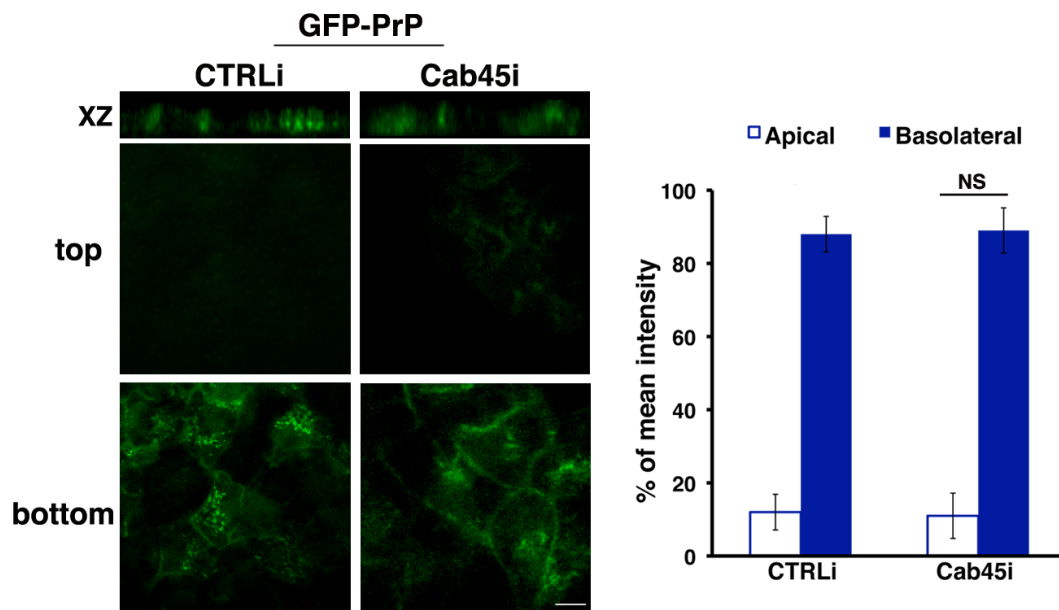 GFP-PrP
CTRLi Cab45i
XZ
top
bottom
Apical Basolateral
NS
% of mean intensity
100
80
60
40
20
0
CTRLi Cab45i